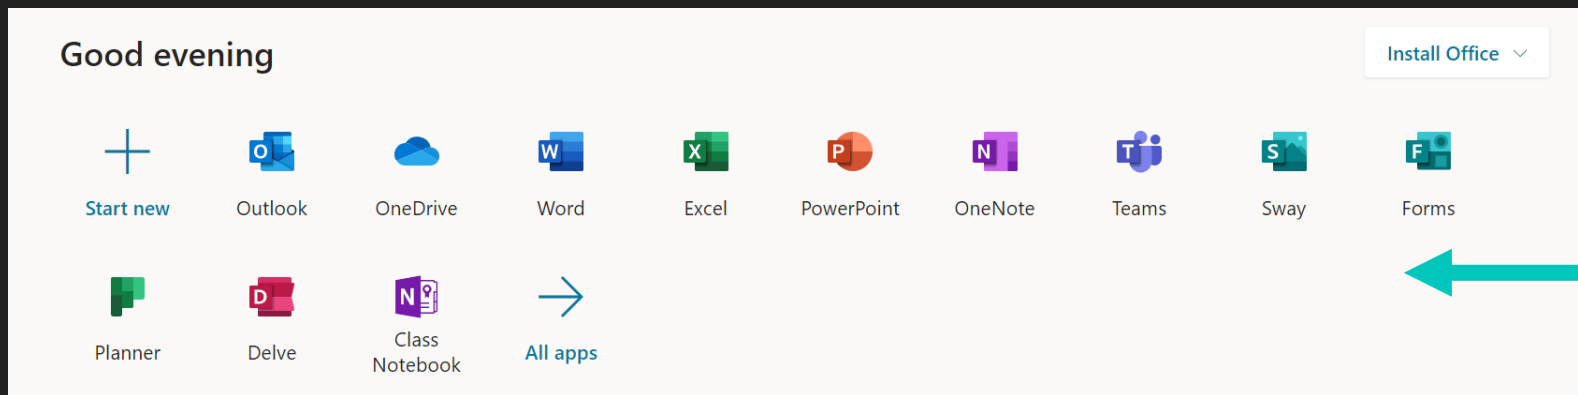 Good evening
Install Office
O
W
X
P
N
T
S
F
Start new
Outlook
OneDrive
Word
Excel
PowerPoint
OneNote
Teams
Sway
Forms
D
N
Planner
Delve
Class
Notebook
All apps